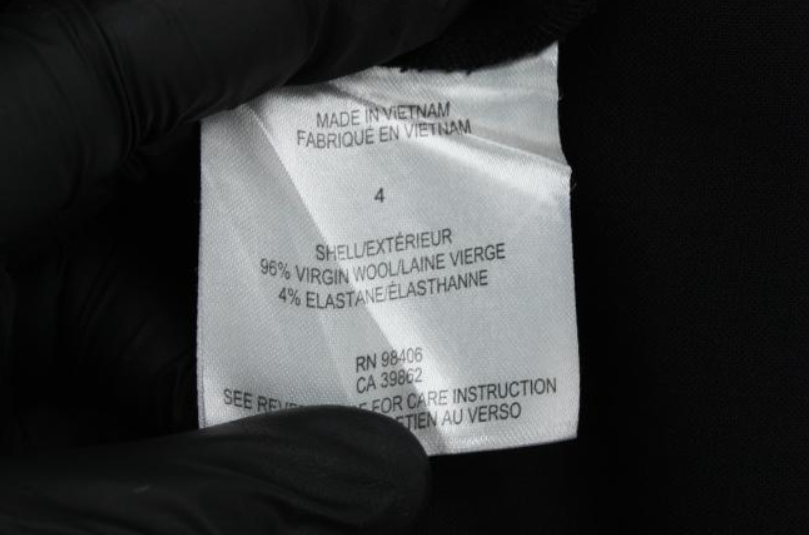 MADE IN VIETNAM
FABRIQUÉ EN VIETNAM
4
SHELL/EXTÉRIEUR
96% VIRGIN WOOL/LAINE VIERGE
4% ELASTANE/ÉLASTHANNE
RN 98406
CA 39862
SEE FOR CARE INSTRUCTION
AU VERSO